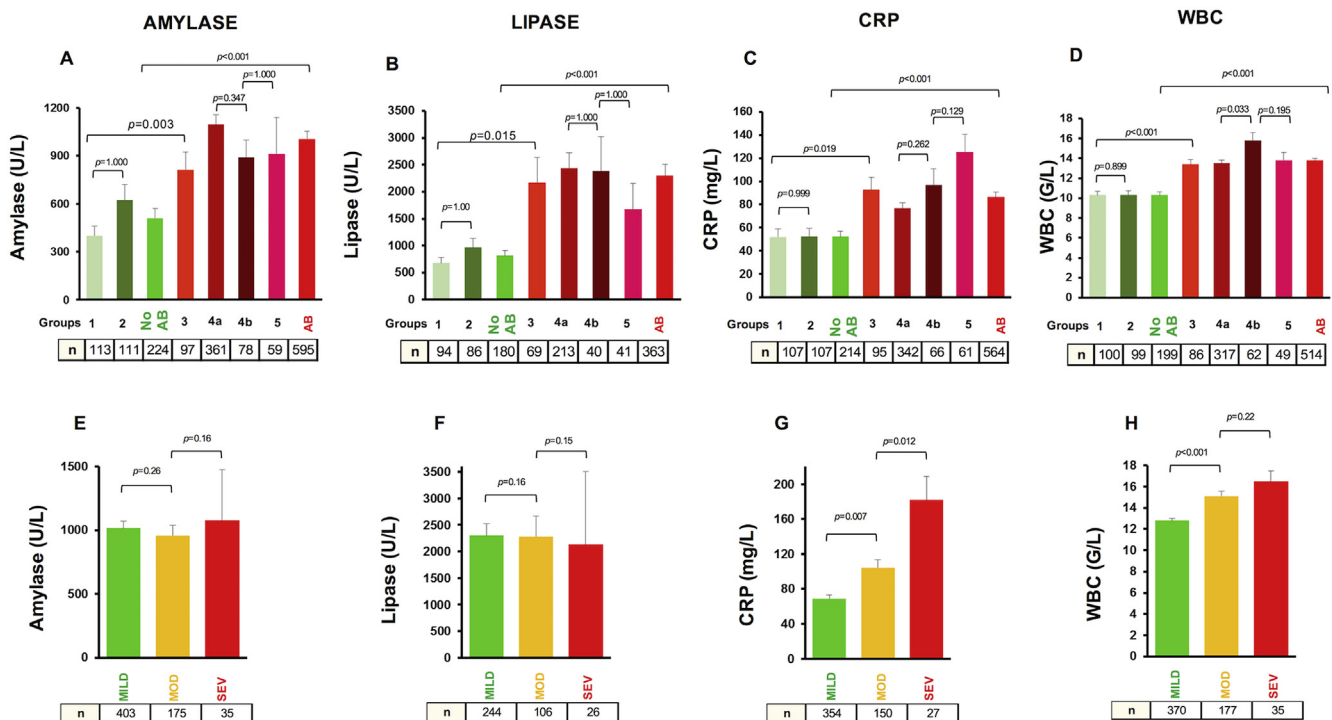 AMYLASE
LIPASE
CRP
WBC
A
p<0.001
p=1.000
p=0.347
p=0.003
p=1.000
Amylase (U/L)
1200
900
600
300
0
Groups 1 2 No AB 3 4a 4b 5 AB
n 113 111 224 97 361 78 59 595
B
p<0.001
p=1.000
p=1.000
p=0.015
p=1.00
Lipase (U/L)
3500
3000
2500
2000
1500
1000
500
0
Groups 1 2 No AB 3 4a 4b 5 AB
n 94 86 180 69 213 40 41 363
C
p<0.001
p=0.129
p=0.262
p=0.019
p=0.999
CRP (mg/L)
160
140
120
100
80
60
40
20
0
Groups 1 2 No AB 3 4a 4b 5 AB
n 107 107 214 95 342 66 61 564
D
p<0.001
p=0.033
p=0.195
p<0.001
p=0.899
WBC (G/L)
18
16
14
12
10
8
6
4
2
0
Groups 1 2 No AB 3 4a 4b 5 AB
n 100 99 199 86 317 62 49 514
E
p=0.16
p=0.26
Amylase (U/L)
1500
1000
500
0
MILD MOD SEV
n 403 175 35
F
p=0.15
p=0.16
Lipase (U/L)
3500
3000
2500
2000
1500
1000
500
0
MILD MOD SEV
n 244 106 26
G
p=0.012
p=0.007
CRP (mg/L)
200
160
120
80
40
0
MILD MOD SEV
n 354 150 27
H
p=0.22
p<0.001
WBC (G/L)
18
16
14
12
10
8
6
4
2
0
MILD MOD SEV
n 370 177 35